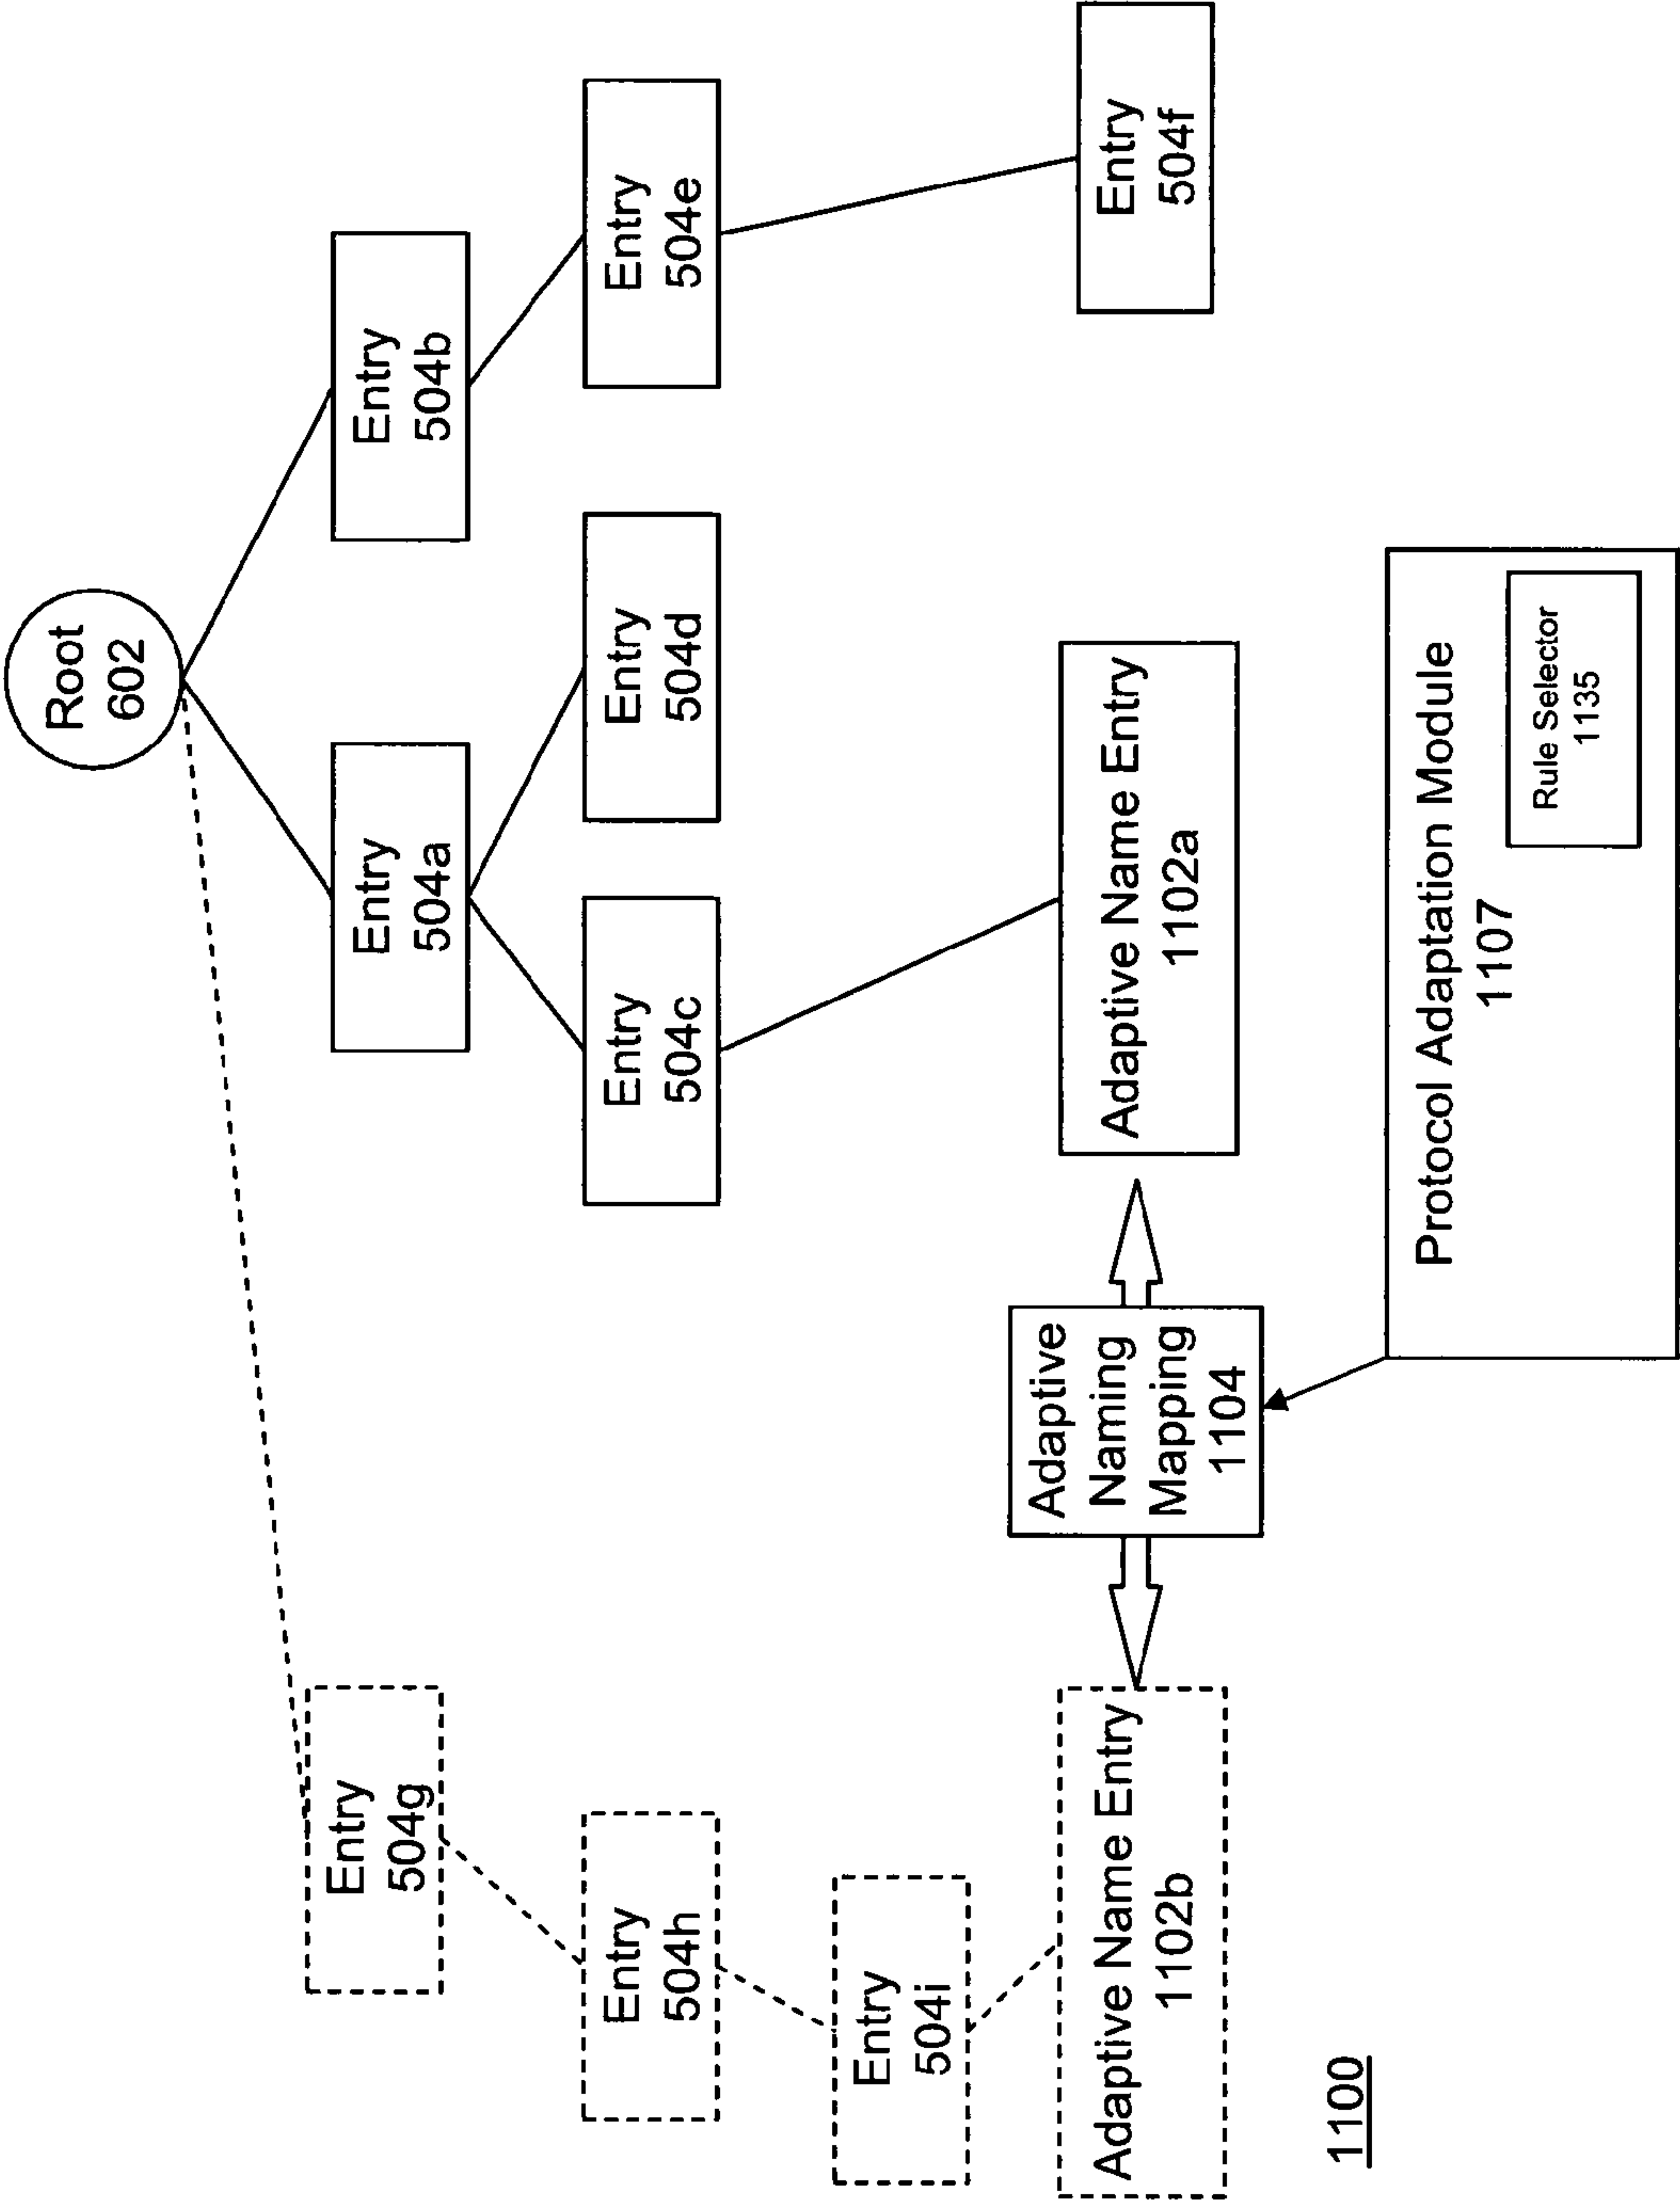 Root
602
Entry
504a
Entry
504b
Entry
504g
Entry
504c
Entry
504d
Entry
504e
Entry
504h
Entry
504i
Adaptive Name Entry
1102b
Adaptive
Naming
Mapping
1104
Adaptive Name Entry
1102a
Entry
504f
Protocol Adaptation Module
1107
Rule Selector
1135
1100